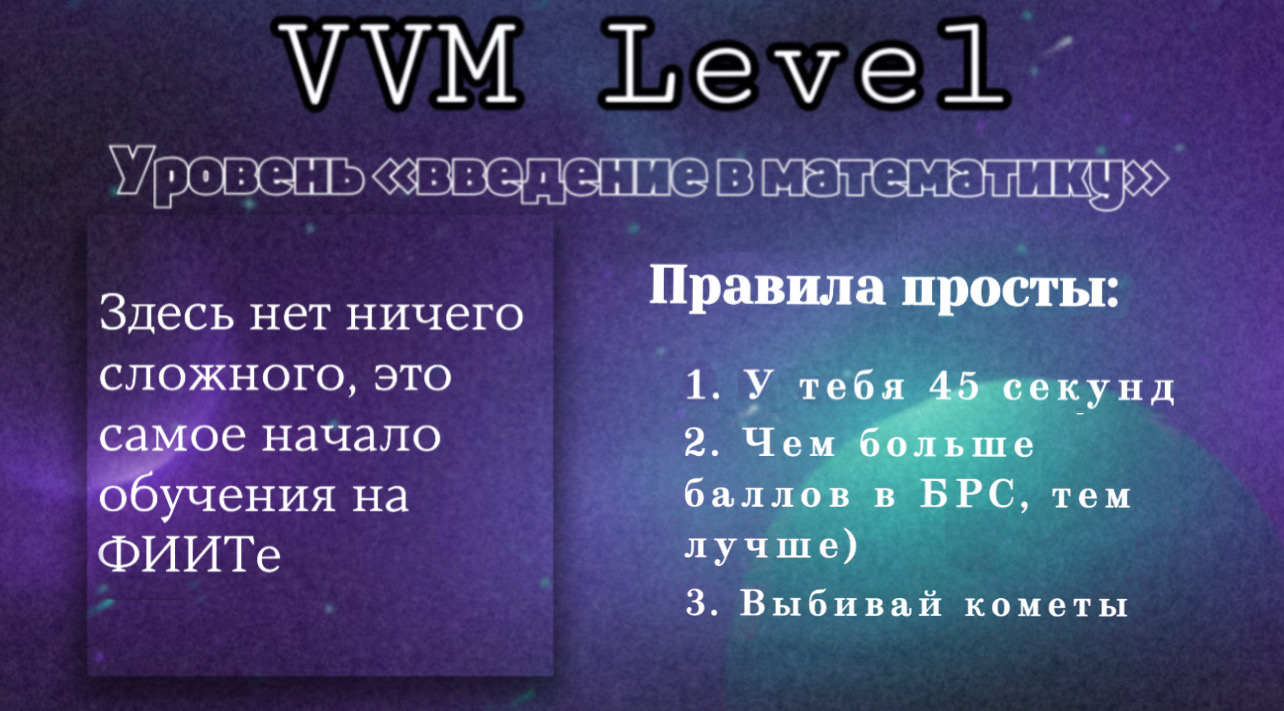 VVM Level
Уровень «введение в математику»
Здесь нет ничего
сложного, это
самое начало
обучения на
ФИИТе
Правила просты:
1. У тебя 45 секунд
2. Чем больше
баллов в БРС, тем
лучше)
3. Выбивай кометы